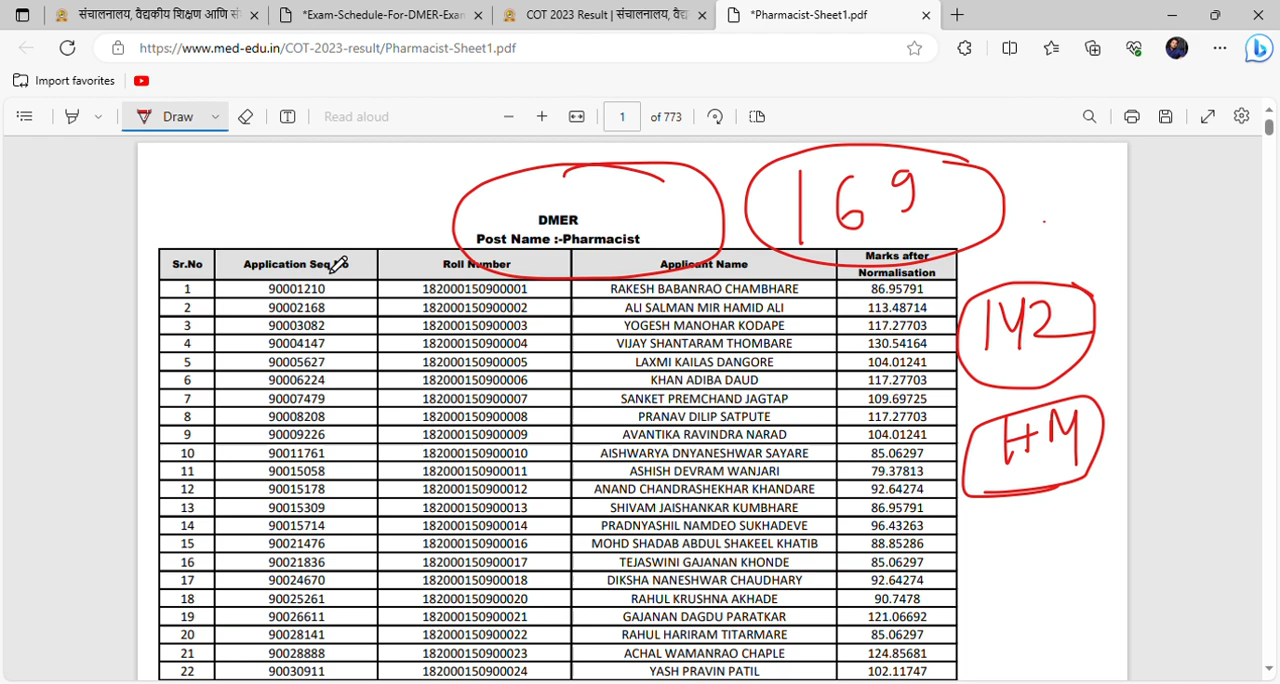 संचालनालय, वैद्यकीय शिक्षण आणि सं
*Exam-Schedule-For-DMER-Exam
COT 2023 Result | संचालनालय, वैद्य
*Pharmacist-Sheet1.pdf
https://www.med-edu.in/COT-2023-result/Pharmacist-Sheet1.pdf
Import favorites
Draw
Read aloud
1 of 773
169
DMER
Post Name :-Pharmacist
Sr.No Application Seq No Roll Number Applicant Name Marks after Normalisation
1 90001210 182000150900001 RAKESH BABANRAO CHAMBHARE 86.95791
2 90002168 182000150900002 ALI SALMAN MIR HAMID ALI 113.48714
3 90003082 182000150900003 YOGESH MANOHAR KODAPE 117.27703
142
4 90004147 182000150900004 VIJAY SHANTARAM THOMBARE 130.54164
5 90005627 182000150900005 LAXMI KAILAS DANGORE 104.01241
6 90006224 182000150900006 KHAN ADIBA DAUD 117.27703
7 90007479 182000150900007 SANKET PREMCHAND JAGTAP 109.69725
8 90008208 182000150900008 PRANAV DILIP SATPUTE 117.27703
9 90009226 182000150900009 AVANTIKA RAVINDRA NARAD 104.01241
HM
10 90011761 182000150900010 AISHWARYA DNYANESHWAR SAYARE 85.06297
11 90015058 182000150900011 ASHISH DEVRAM WANJARI 79.37813
12 90015178 182000150900012 ANAND CHANDRASHEKHAR KHANDARE 92.64274
13 90015309 182000150900013 SHIVAM JAISHANKAR KUMBHARE 86.95791
14 90015714 182000150900014 PRADNYASHIL NAMDEO SUKHADEVE 96.43263
15 90021476 182000150900016 MOHD SHADAB ABDUL SHAKEEL KHATIB 88.85286
16 90021836 182000150900017 TEJASWINI GAJANAN KHONDE 85.06297
17 90024670 182000150900018 DIKSHA NANESHWAR CHAUDHARY 92.64274
18 90025261 182000150900020 RAHUL KRUSHNA AKHADE 90.7478
19 90026611 182000150900021 GAJANAN DAGDU PARATKAR 121.06692
20 90028141 182000150900022 RAHUL HARIRAM TITARMARE 85.06297
21 90028888 182000150900023 ACHAL WAMANRAO CHAPLE 124.85681
22 90030911 182000150900024 YASH PRAVIN PATIL 102.11747